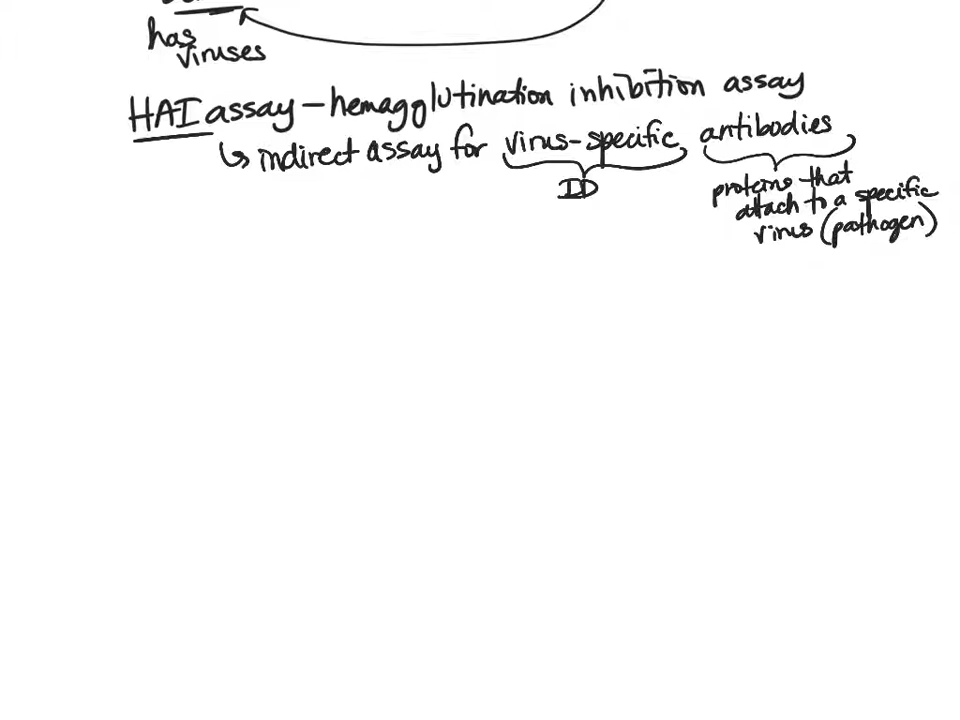 has
viruses
HAI assay - hemagglutination inhibition assay
↳ indirect assay for virus-specific antibodies
ID
proteins that
attach to a specific
virus (pathogen)